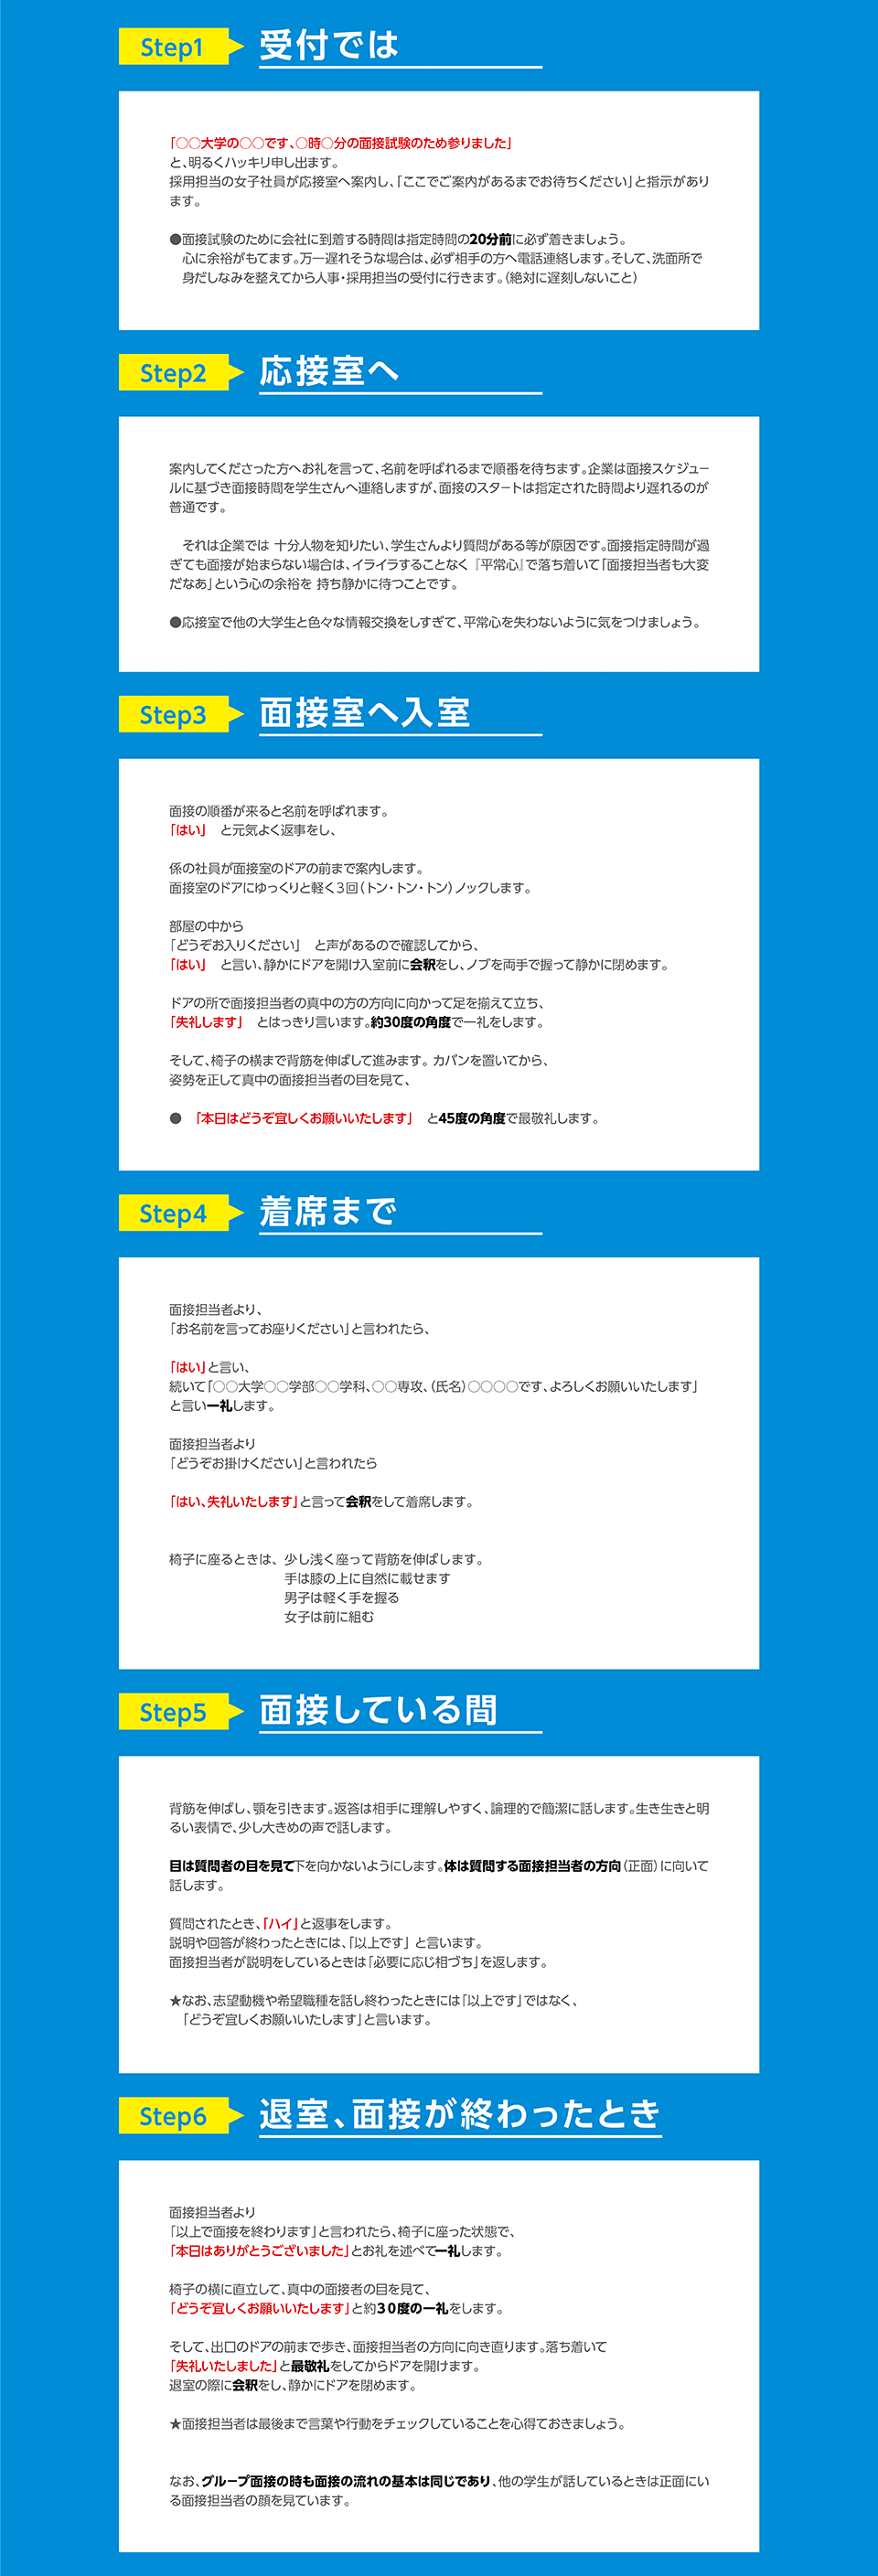 Step1 受付では
「○○大学の○○です、○時○分の面接試験のため参りました」
と、明るくハッキリ申し出ます。
採用担当の女子社員が応接室へ案内し、「ここでご案内があるまでお待ちください」と指示があり
ます。
●面接試験のために会社に到着する時間は指定時間の20分前に必ず着きましょう。
心に余裕がもてます。万一遅れそうな場合は、必ず相手の方へ電話連絡します。そして、洗面所で
身だしなみを整えてから人事・採用担当の受付に行きます。(絶対に遅刻しないこと)
Step2 応接室へ
案内してくださった方へお礼を言って、名前を呼ばれるまで順番を待ちます。企業は面接スケジュー
ルに基づき面接時間を学生さんへ連絡しますが、面接のスタートは指定された時間より遅れるのが
普通です。
それは企業では 十分人物を知りたい、学生さんより質問がある等が原因です。面接指定時間が過
ぎても面接が始まらない場合は、イライラすることなく『平常心』で落ち着いて「面接担当者も大変
だなあ」という心の余裕を 持ち静かに待つことです。
●応接室で他の大学生と色々な情報交換をしすぎて、平常心を失わないように気をつけましょう。
Step3 面接室へ入室
面接の順番が来ると名前を呼ばれます。
「はい」 と元気よく返事をし、
係の社員が面接室のドアの前まで案内します。
面接室のドアにゆっくりと軽く3回(トン・トン・トン)ノックします。
部屋の中から
「どうぞお入りください」 と声があるので確認してから、
「はい」 と言い、静かにドアを開け入室前に会釈をし、ノブを両手で握って静かに閉めます。
ドアの所で面接担当者の真中の方の方向に向かって足を揃えて立ち、
「失礼します」 とはっきり言います。約30度の角度で一礼をします。
そして、椅子の横まで背筋を伸ばして進みます。カバンを置いてから、
姿勢を正して真中の面接担当者の目を見て、
● 「本日はどうぞ宜しくお願いいたします」 と45度の角度で最敬礼します。
Step4 着席まで
面接担当者より、
「お名前を言ってお座りください」と言われたら、
「はい」と言い、
続いて「○○大学○○学部○○学科、○○専攻、(氏名)○○○○です、よろしくお願いいたします」
と言い一礼します。
面接担当者より
「どうぞお掛けください」と言われたら
「はい、失礼いたします」と言って会釈をして着席します。
椅子に座るときは、少し浅く座って背筋を伸ばします。
手は膝の上に自然に載せます
男子は軽く手を握る
女子は前に組む
Step5 面接している間
背筋を伸ばし、顎を引きます。返答は相手に理解しやすく、論理的で簡潔に話します。生き生きと明
るい表情で、少し大きめの声で話します。
目は質問者の目を見て下を向かないようにします。体は質問する面接担当者の方向(正面)に向いて
話します。
質問されたとき、「ハイ」と返事をします。
説明や回答が終わったときには、「以上です」と言います。
面接担当者が説明をしているときは「必要に応じ相づち」を返します。
★なお、志望動機や希望職種を話し終わったときには「以上です」ではなく、
「どうぞ宜しくお願いいたします」と言います。
Step6 退室、面接が終わったとき
面接担当者より
「以上で面接を終わります」と言われたら、椅子に座った状態で、
「本日はありがとうございました」とお礼を述べて一礼します。
椅子の横に直立して、真中の面接者の目を見て、
「どうぞ宜しくお願いいたします」と約30度の一礼をします。
そして、出口のドアの前まで歩き、面接担当者の方向に向き直ります。落ち着いて
「失礼いたしました」と最敬礼をしてからドアを開けます。
退室の際に会釈をし、静かにドアを閉めます。
★面接担当者は最後まで言葉や行動をチェックしていることを心得ておきましょう。
なお、グループ面接の時も面接の流れの基本は同じであり、他の学生が話しているときは正面にい
る面接担当者の顔を見ています。